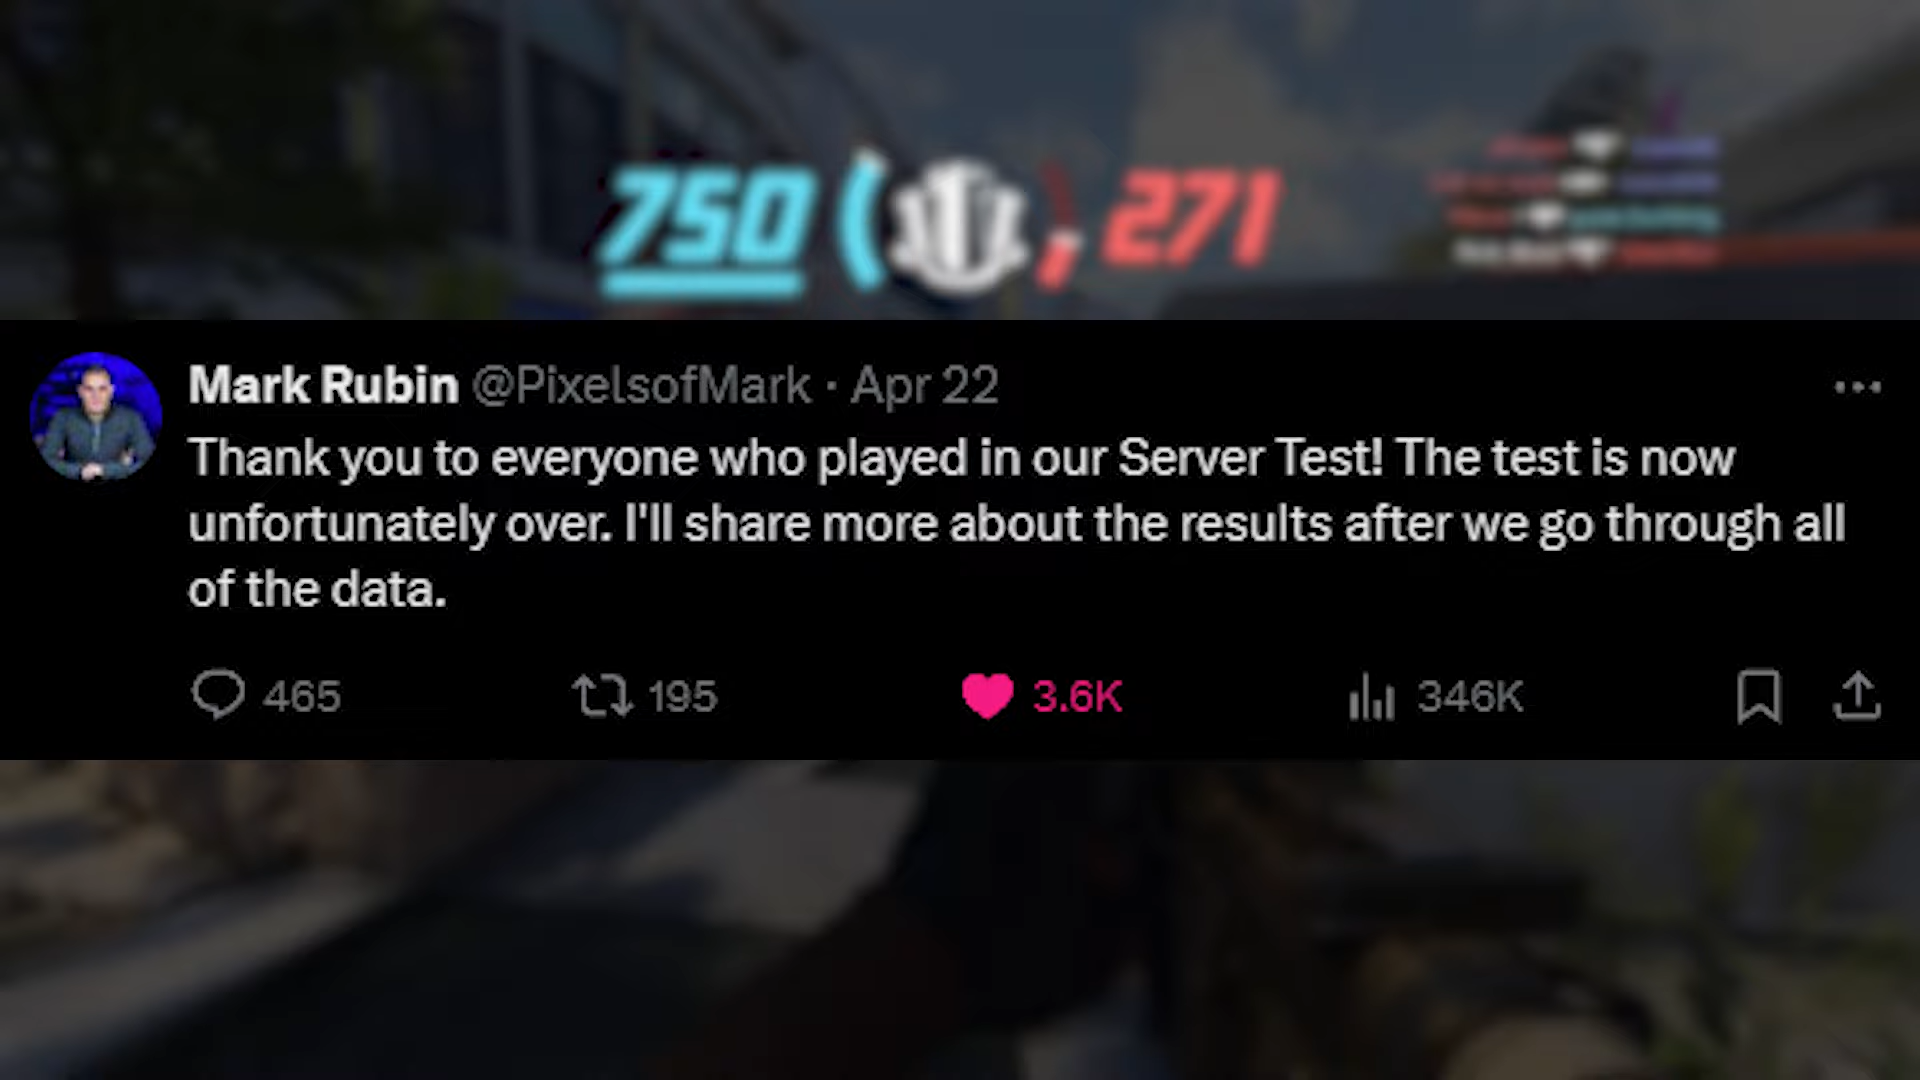 750 271
Mark Rubin @PixelsofMark · Apr 22
Thank you to everyone who played in our Server Test! The test is now
unfortunately over. I'll share more about the results after we go through all
of the data.
465 195 3.6K 346K